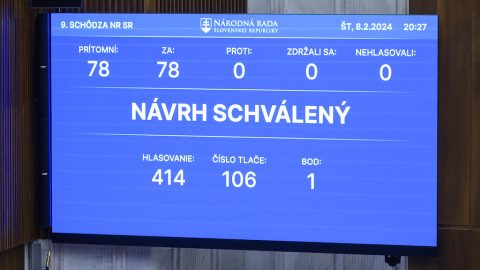 9. SCHÔDZA NR SR
NÁRODNÁ RADA
SLOVENSKEJ REPUBLIKY
ŠT, 8.2.2024 20:27
PRÍTOMNÍ: ZA: PROTI: ZDRŽALI SA: NEHLASOVALI:
78 78 0 0 0
NÁVRH SCHVÁLENÝ
HLASOVANIE: ČÍSLO TLAČE: BOD:
414 106 1